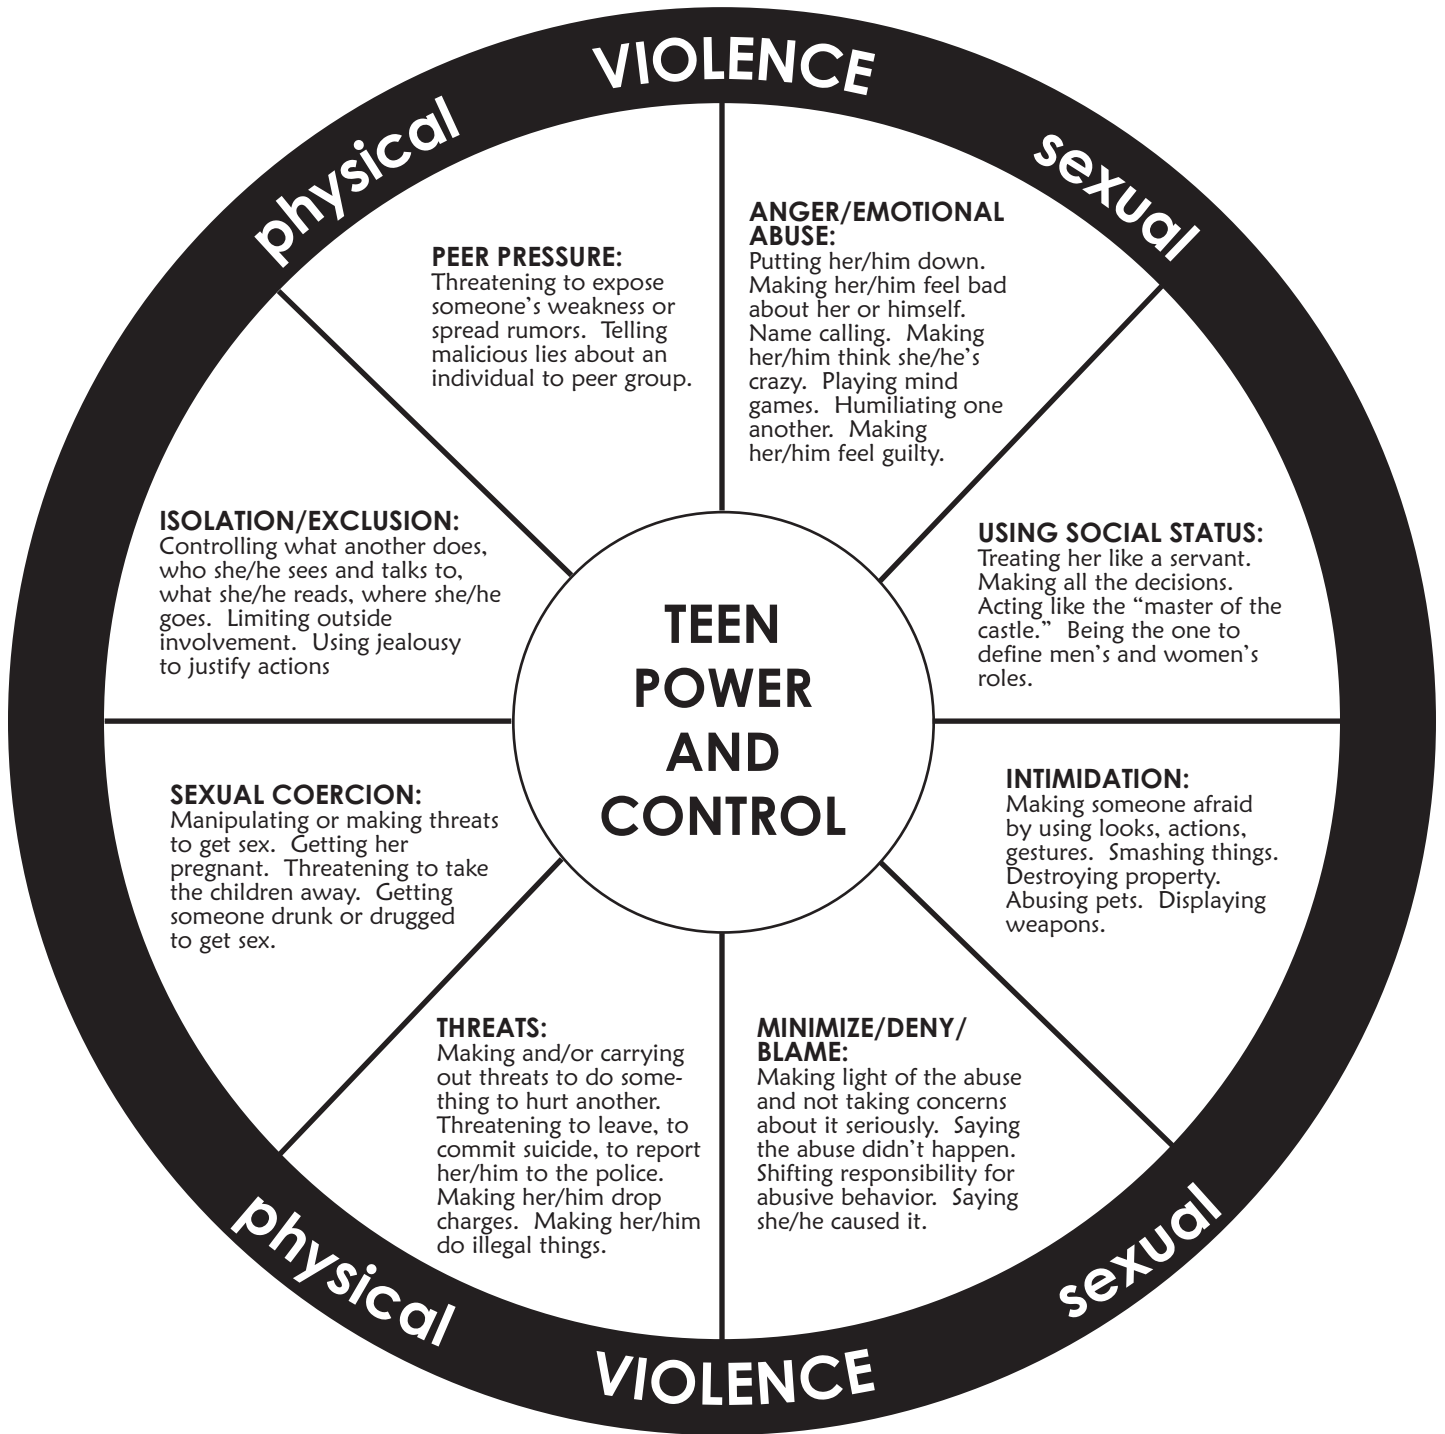 VIOLENCE
physical
sexual
PEER PRESSURE:
Threatening to expose
someone's weakness or
spread rumors.  Telling
malicious lies about an
individual to peer group.
ANGER/EMOTIONAL
ABUSE:
Putting her/him down.
Making her/him feel bad
about her or himself.
Name calling.  Making
her/him think she/he's
crazy.  Playing mind
games.  Humiliating one
another.  Making
her/him feel guilty.
ISOLATION/EXCLUSION:
Controlling what another does,
who she/he sees and talks to,
what she/he reads, where she/he
goes.  Limiting outside
involvement.  Using jealousy
to justify actions
USING SOCIAL STATUS:
Treating her like a servant.
Making all the decisions.
Acting like the “master of the
castle.”  Being the one to
define men's and women's
roles.
TEEN
POWER
AND
CONTROL
SEXUAL COERCION:
Manipulating or making threats
to get sex.  Getting her
pregnant.  Threatening to take
the children away.  Getting
someone drunk or drugged
to get sex.
INTIMIDATION:
Making someone afraid
by using looks, actions,
gestures.  Smashing things.
Destroying property.
Abusing pets.  Displaying
weapons.
THREATS:
Making and/or carrying
out threats to do some-
thing to hurt another.
Threatening to leave, to
commit suicide, to report
her/him to the police.
Making her/him drop
charges.  Making her/him
do illegal things.
MINIMIZE/DENY/
BLAME:
Making light of the abuse
and not taking concerns
about it seriously.  Saying
the abuse didn't happen.
Shifting responsibility for
abusive behavior.  Saying
she/he caused it.
physical
sexual
VIOLENCE